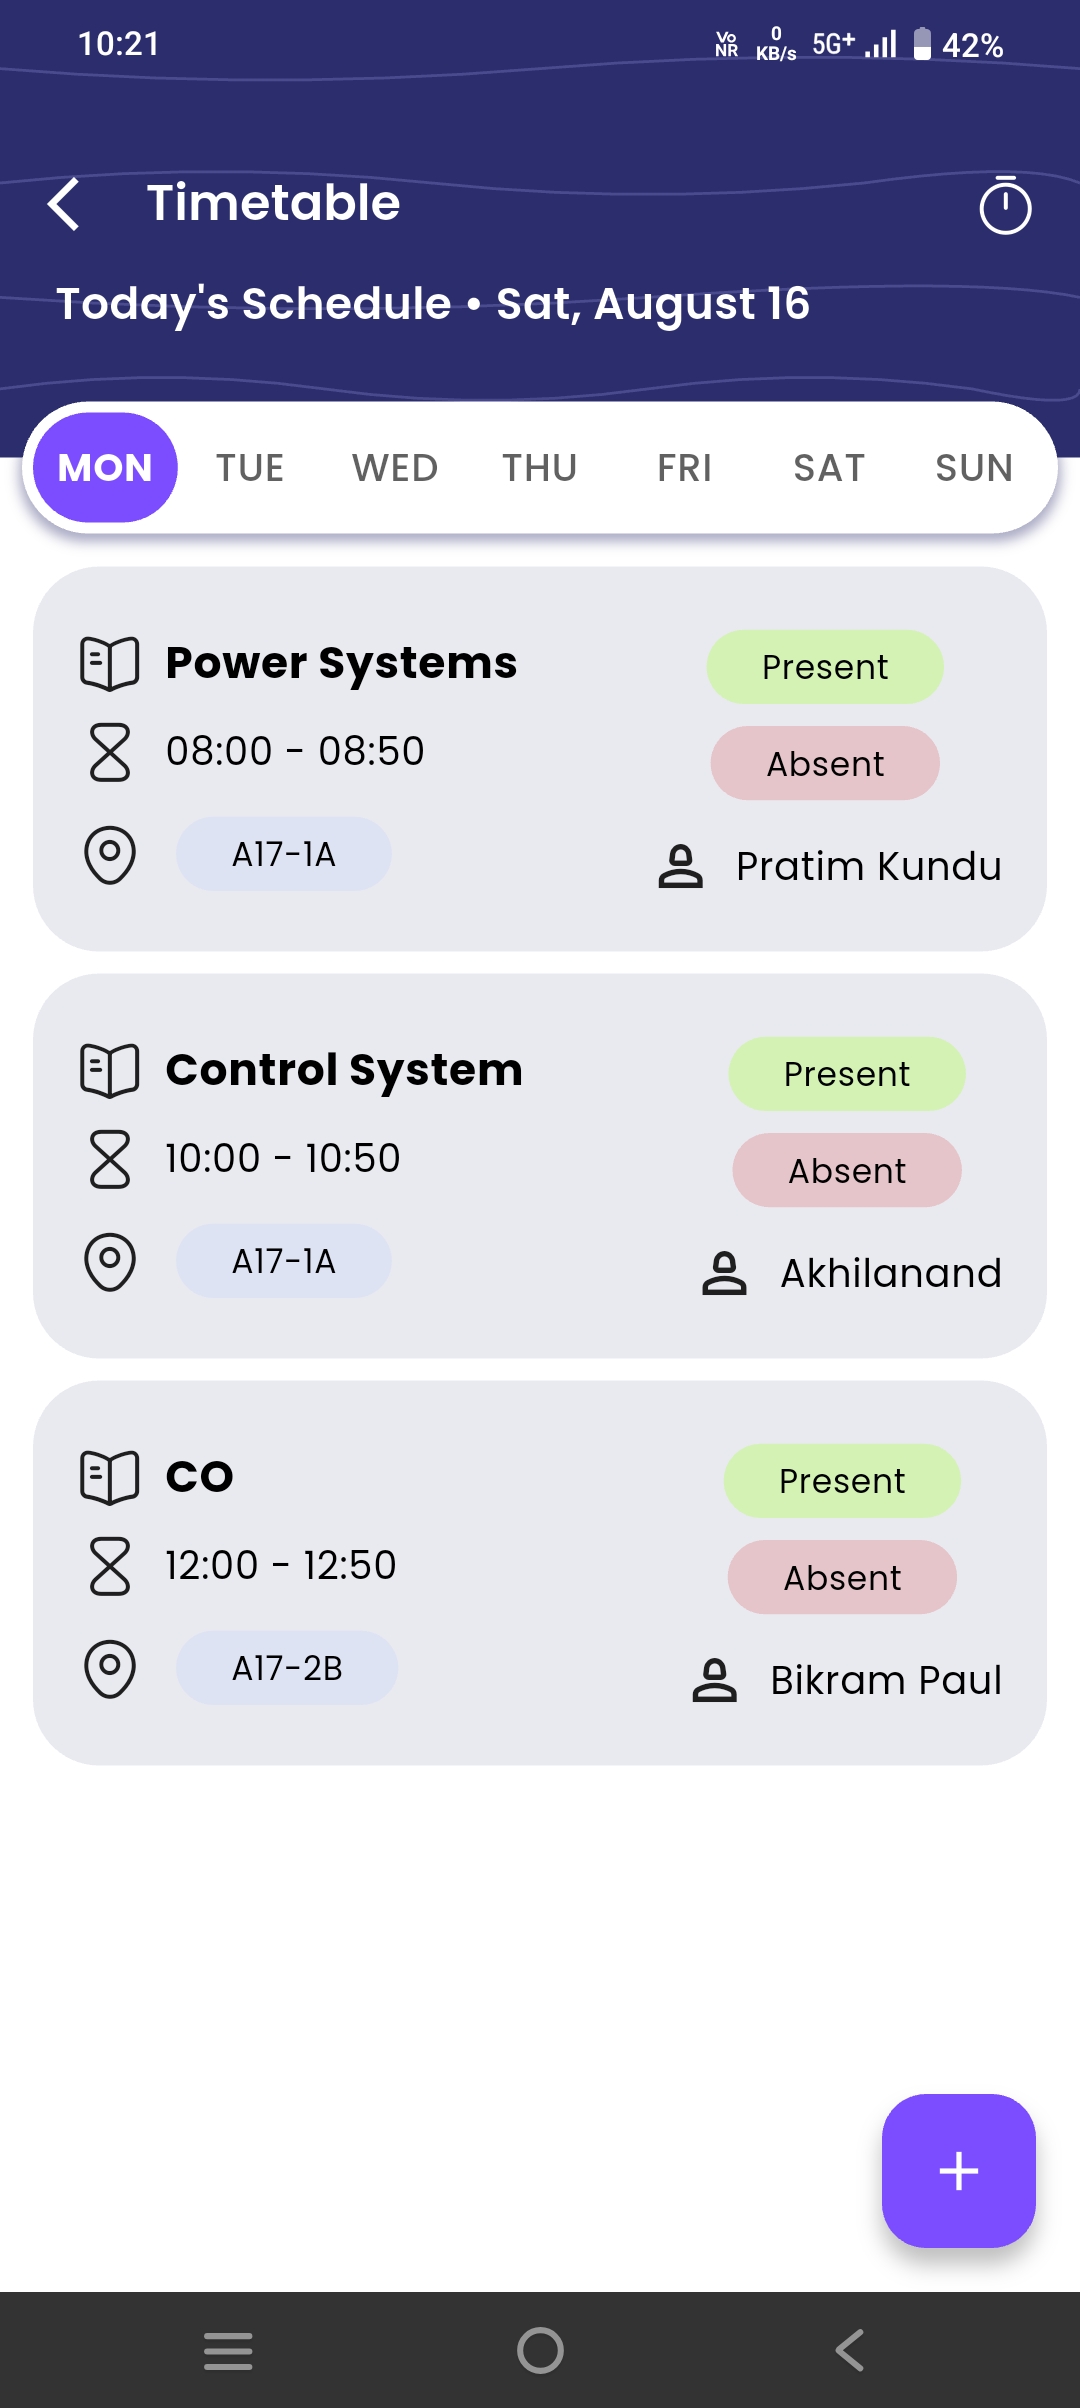 10:21 Vo NR 0 KB/s 5G+ 42%
Timetable
Today's Schedule • Sat, August 16
MON TUE WED THU FRI SAT SUN
Power Systems Present
08:00 - 08:50 Absent
A17-1A Pratim Kundu
Control System Present
10:00 - 10:50 Absent
A17-1A Akhilanand
CO Present
12:00 - 12:50 Absent
A17-2B Bikram Paul